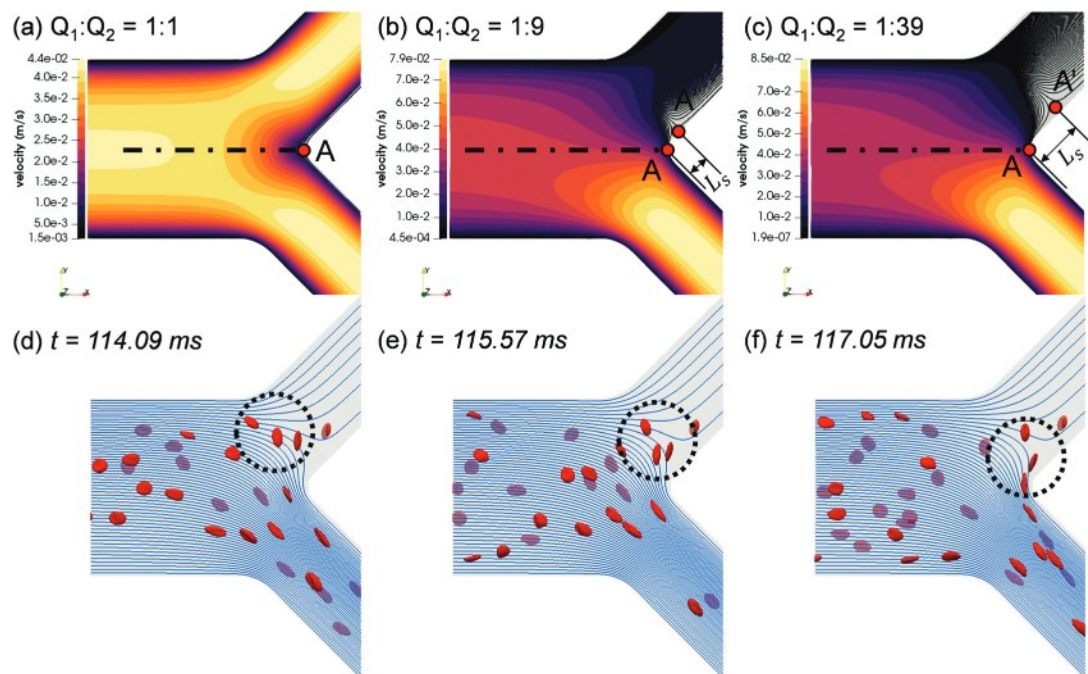 (a) Q₁:Q₂ = 1:1
(b) Q₁:Q₂ = 1:9
(c) Q₁:Q₂ = 1:39
velocity (m/s)
4.4e-02
4.0e-2
3.5e-2
3.0e-2
2.5e-2
2.0e-2
1.5e-2
1.0e-2
5.0e-3
1.5e-03
A
Y
Z
X
velocity (m/s)
7.9e-02
7.0e-2
6.0e-2
5.0e-2
4.0e-2
3.0e-2
2.0e-2
1.0e-2
4.5e-04
A'
A
Lₛ
Y
Z
X
velocity (m/s)
8.5e-02
7.0e-2
6.0e-2
5.0e-2
4.0e-2
3.0e-2
2.0e-2
1.0e-2
1.9e-07
A'
A
Lₛ
Y
Z
X
(d) t = 114.09 ms
(e) t = 115.57 ms
(f) t = 117.05 ms